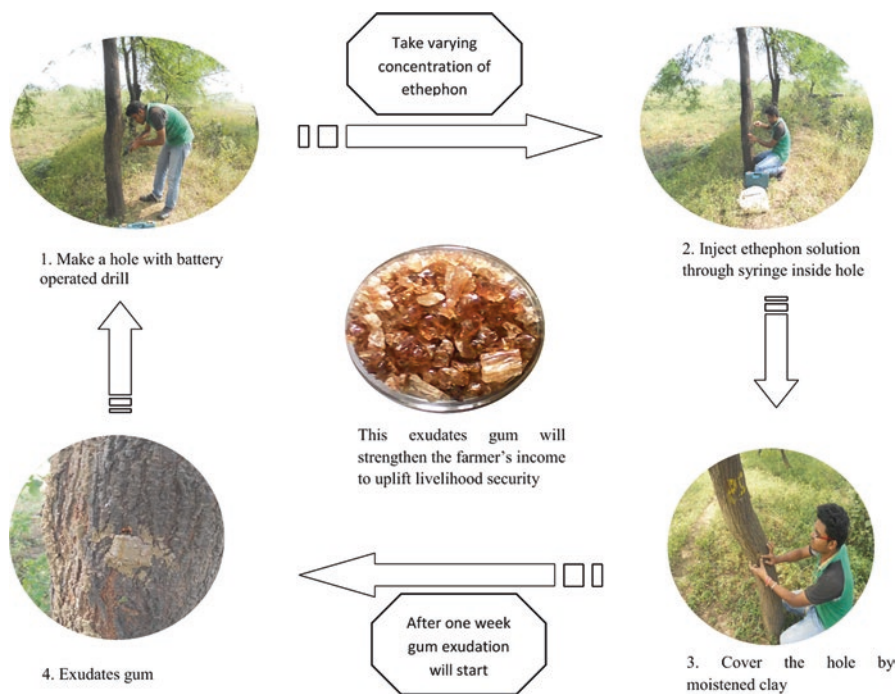 Take varying
concentration of
ethephon
1. Make a hole with battery
operated drill
2. Inject ethephon solution
through syringe inside hole
This exudates gum will
strengthen the farmer's income
to uplift livelihood security
4. Exudates gum
After one week
gum exudation
will start
3. Cover the hole by
moistened clay